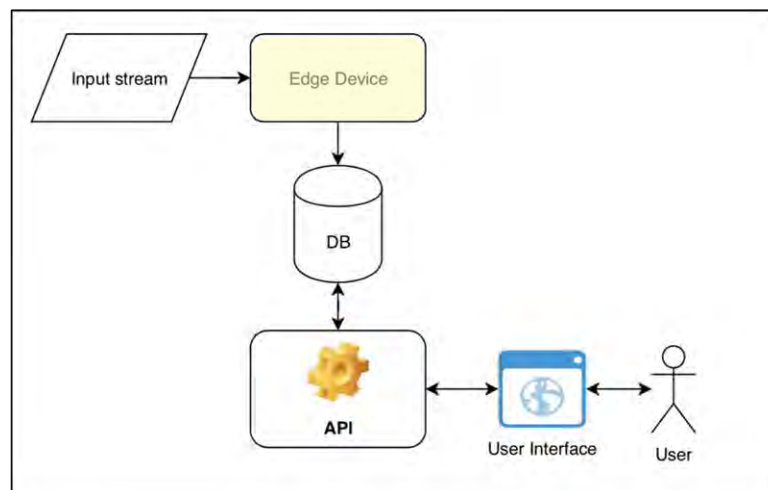 Input stream
Edge Device
DB
API
User Interface
User